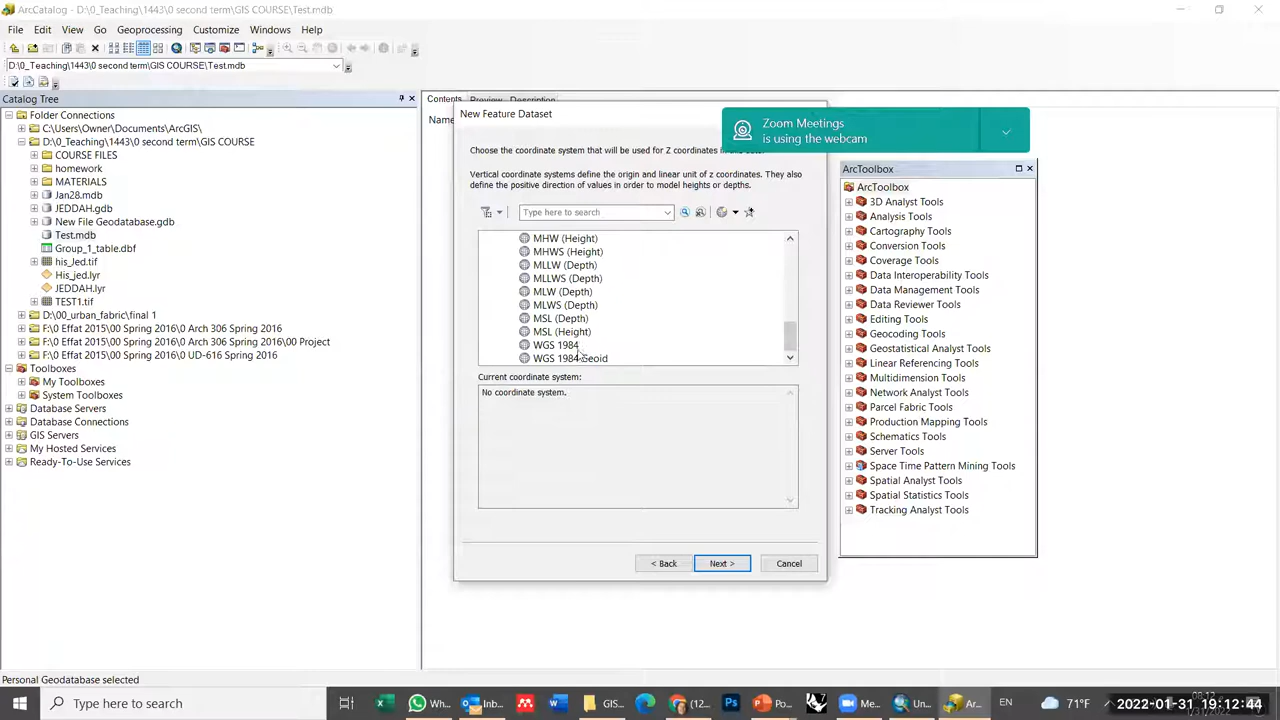 ArcCatalog - D:\0_Teaching\1443\0 second term\GIS COURSE\Test.mdb
File Edit View Go Geoprocessing Customize Windows Help
D:\0_Teaching\1443\0 second term\GIS COURSE\Test.mdb
Catalog Tree
Folder Connections
C:\Users\Owner\Documents\ArcGIS\
D:\0_Teaching\1443\0 second term\GIS COURSE
COURSE FILES
homework
MATERIALS
Jan28.mdb
JEDDAH.gdb
New File Geodatabase.gdb
Test.mdb
Group_1_table.dbf
his_Jed.tif
His_jed.lyr
JEDDAH.lyr
TEST1.tif
D:\00_urban_fabric\final 1
F:\0 Effat 2015\00 Spring 2016\0 Arch 306 Spring 2016
F:\0 Effat 2015\00 Spring 2016\0 Arch 306 Spring 2016\00 Project
F:\0 Effat 2015\00 Spring 2016\0 UD-616 Spring 2016
Toolboxes
My Toolboxes
System Toolboxes
Database Servers
Database Connections
GIS Servers
My Hosted Services
Ready-To-Use Services
Contents Preview Description
New Feature Dataset
Choose the coordinate system that will be used for Z coordinates in this
Vertical coordinate systems define the origin and linear unit of z coordinates. They also
define the positive direction of values in order to model heights or depths.
Type here to search
MHW (Height)
MHWS (Height)
MLLW (Depth)
MLLWS (Depth)
MLW (Depth)
MLWS (Depth)
MSL (Depth)
MSL (Height)
WGS 1984
WGS 1984 Geoid
Current coordinate system:
No coordinate system.
< Back Next > Cancel
Zoom Meetings
is using the webcam
ArcToolbox
ArcToolbox
3D Analyst Tools
Analysis Tools
Cartography Tools
Conversion Tools
Coverage Tools
Data Interoperability Tools
Data Management Tools
Data Reviewer Tools
Editing Tools
Geocoding Tools
Geostatistical Analyst Tools
Linear Referencing Tools
Multidimension Tools
Network Analyst Tools
Parcel Fabric Tools
Production Mapping Tools
Schematics Tools
Server Tools
Space Time Pattern Mining Tools
Spatial Analyst Tools
Spatial Statistics Tools
Tracking Analyst Tools
Personal Geodatabase selected
Type here to search Wh... Inb... GIS... (12... Po... Me... Un... Ar... EN 71°F
2022-01-31 19:12:44